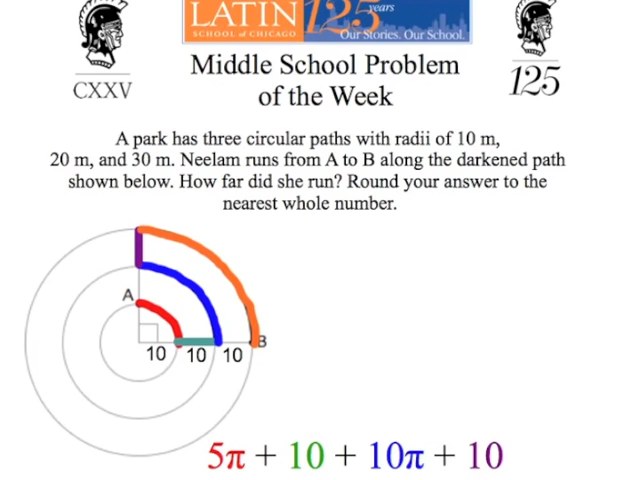 LATIN 125 years
SCHOOL of CHICAGO Our Stories. Our School.
CXXV
125
Middle School Problem
of the Week
A park has three circular paths with radii of 10 m,
20 m, and 30 m. Neelam runs from A to B along the darkened path
shown below. How far did she run? Round your answer to the
nearest whole number.
A
B
10 10 10
5π + 10 + 10π + 10